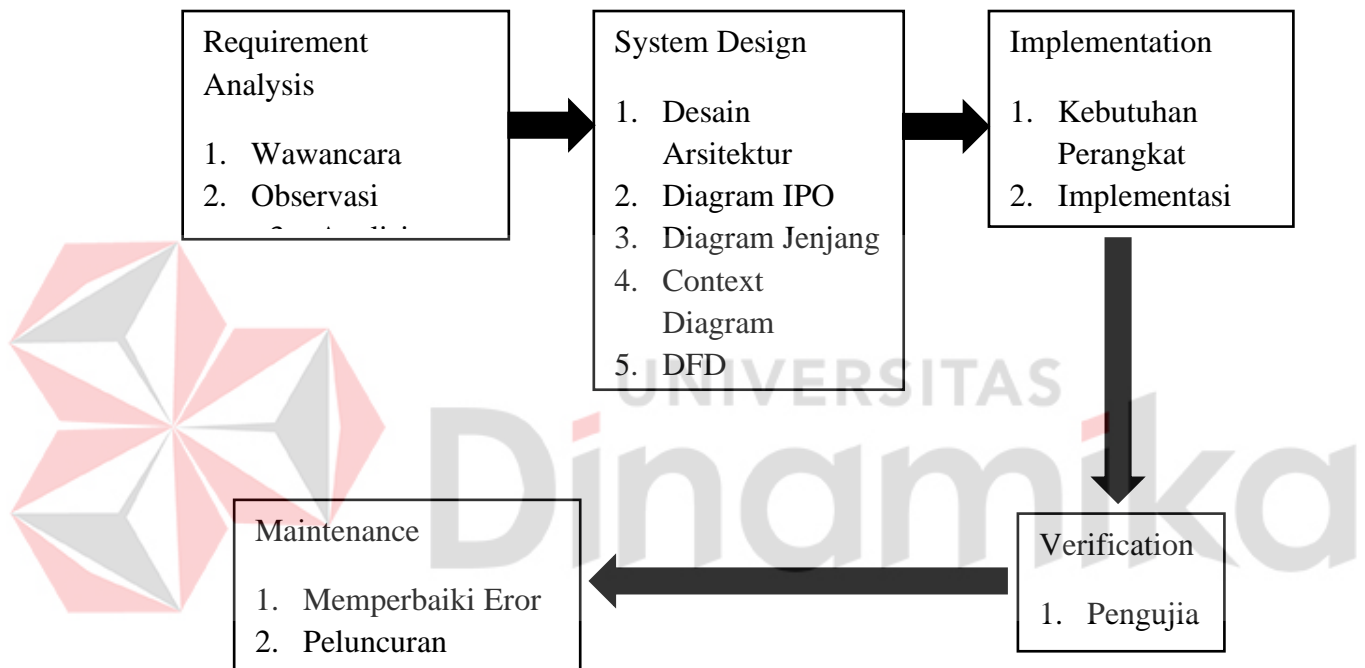 Requirement
Analysis
1. Wawancara
2. Observasi
System Design
1. Desain
Arsitektur
2. Diagram IPO
3. Diagram Jenjang
4. Context
Diagram
5. DFD
Implementation
1. Kebutuhan
Perangkat
2. Implementasi
UNIVERSITAS
Dinamika
Maintenance
1. Memperbaiki Eror
2. Peluncuran
Verification
1. Pengujia